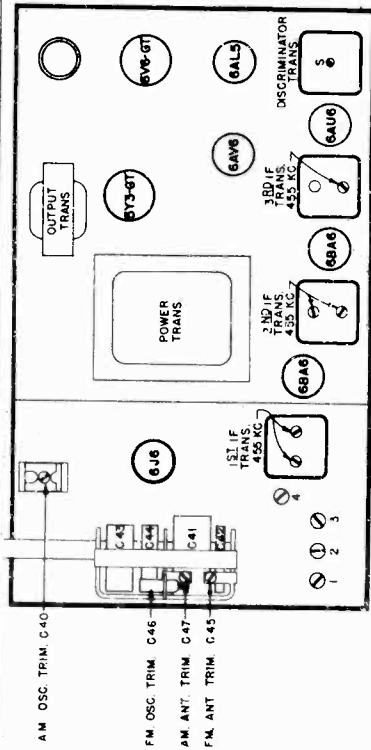 AM OSC. TRIM. C40
FM. OSC. TRIM. C46
AM. ANT. TRIM. C47
FM. ANT TRIM. C45
C43
C44
C41
C42
6J6
1ST IF
TRANS.
455 KC
4
1
2
3
OUTPUT
TRANS
POWER
TRANS
5Y3-GT
6V6-GT
6AL5
6AV6
6BA6
2ND IF
TRANS.
455 KC
6BA6
3RD IF
TRANS.
455 KC
6AU6
DISCRIMINATOR
TRANS
S